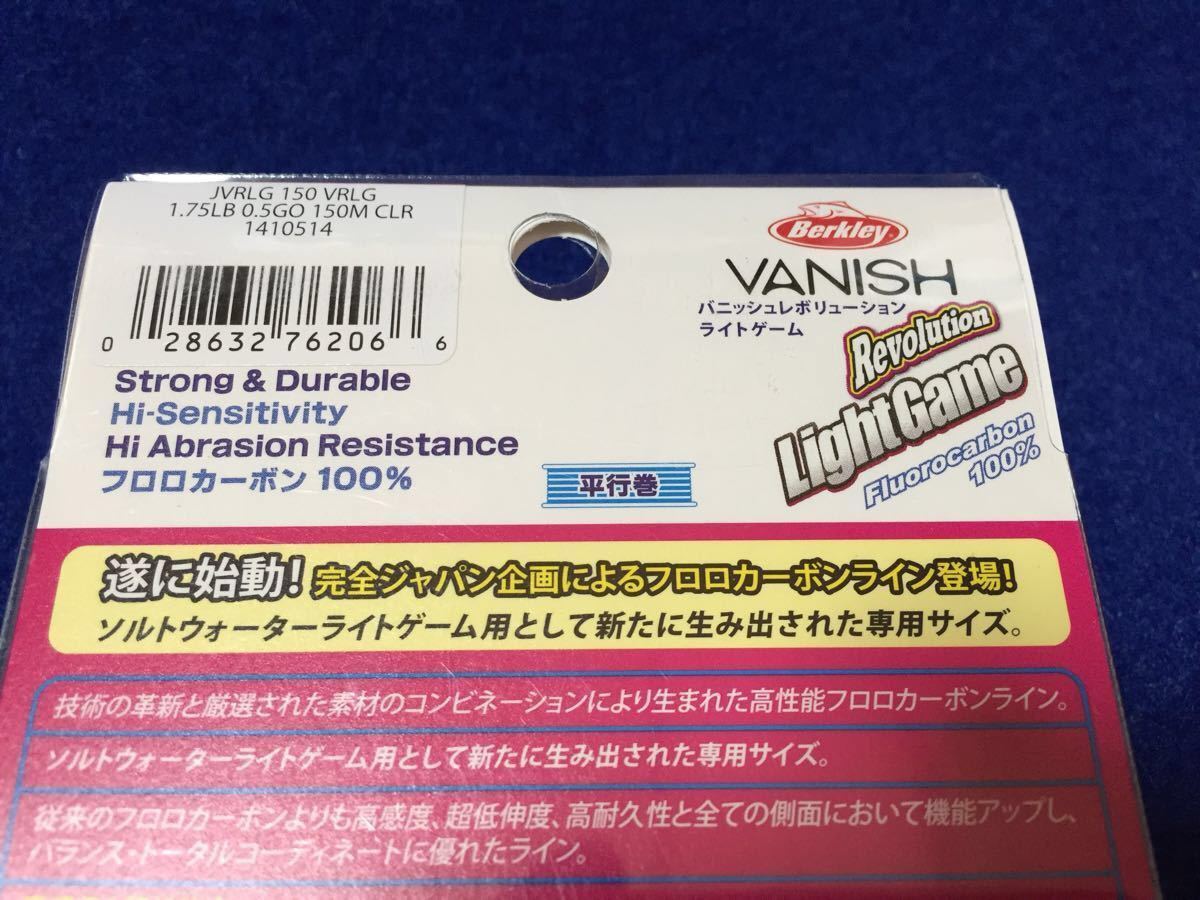 JVRLG 150 VRLG
1.75LB 0.5GO 150M CLR
1410514
0 28632 76206 6
Strong & Durable
Hi-Sensitivity
Hi Abrasion Resistance
フロロカーボン 100%
平行巻
Berkley
VANISH
バニッシュレボリューション
ライトゲーム
Revolution
LightGame
Fluorocarbon
100%
遂に始動! 完全ジャパン企画によるフロロカーボンライン登場!
ソルトウォーターライトゲーム用として新たに生み出された専用サイズ。
技術の革新と厳選された素材のコンビネーションにより生まれた高性能フロロカーボンライン。
ソルトウォーターライトゲーム用として新たに生み出された専用サイズ。
従来のフロロカーボンよりも高感度、超低伸度、高耐久性と全ての側面において機能アップし、
バランス・トータルコーディネートに優れたライン。